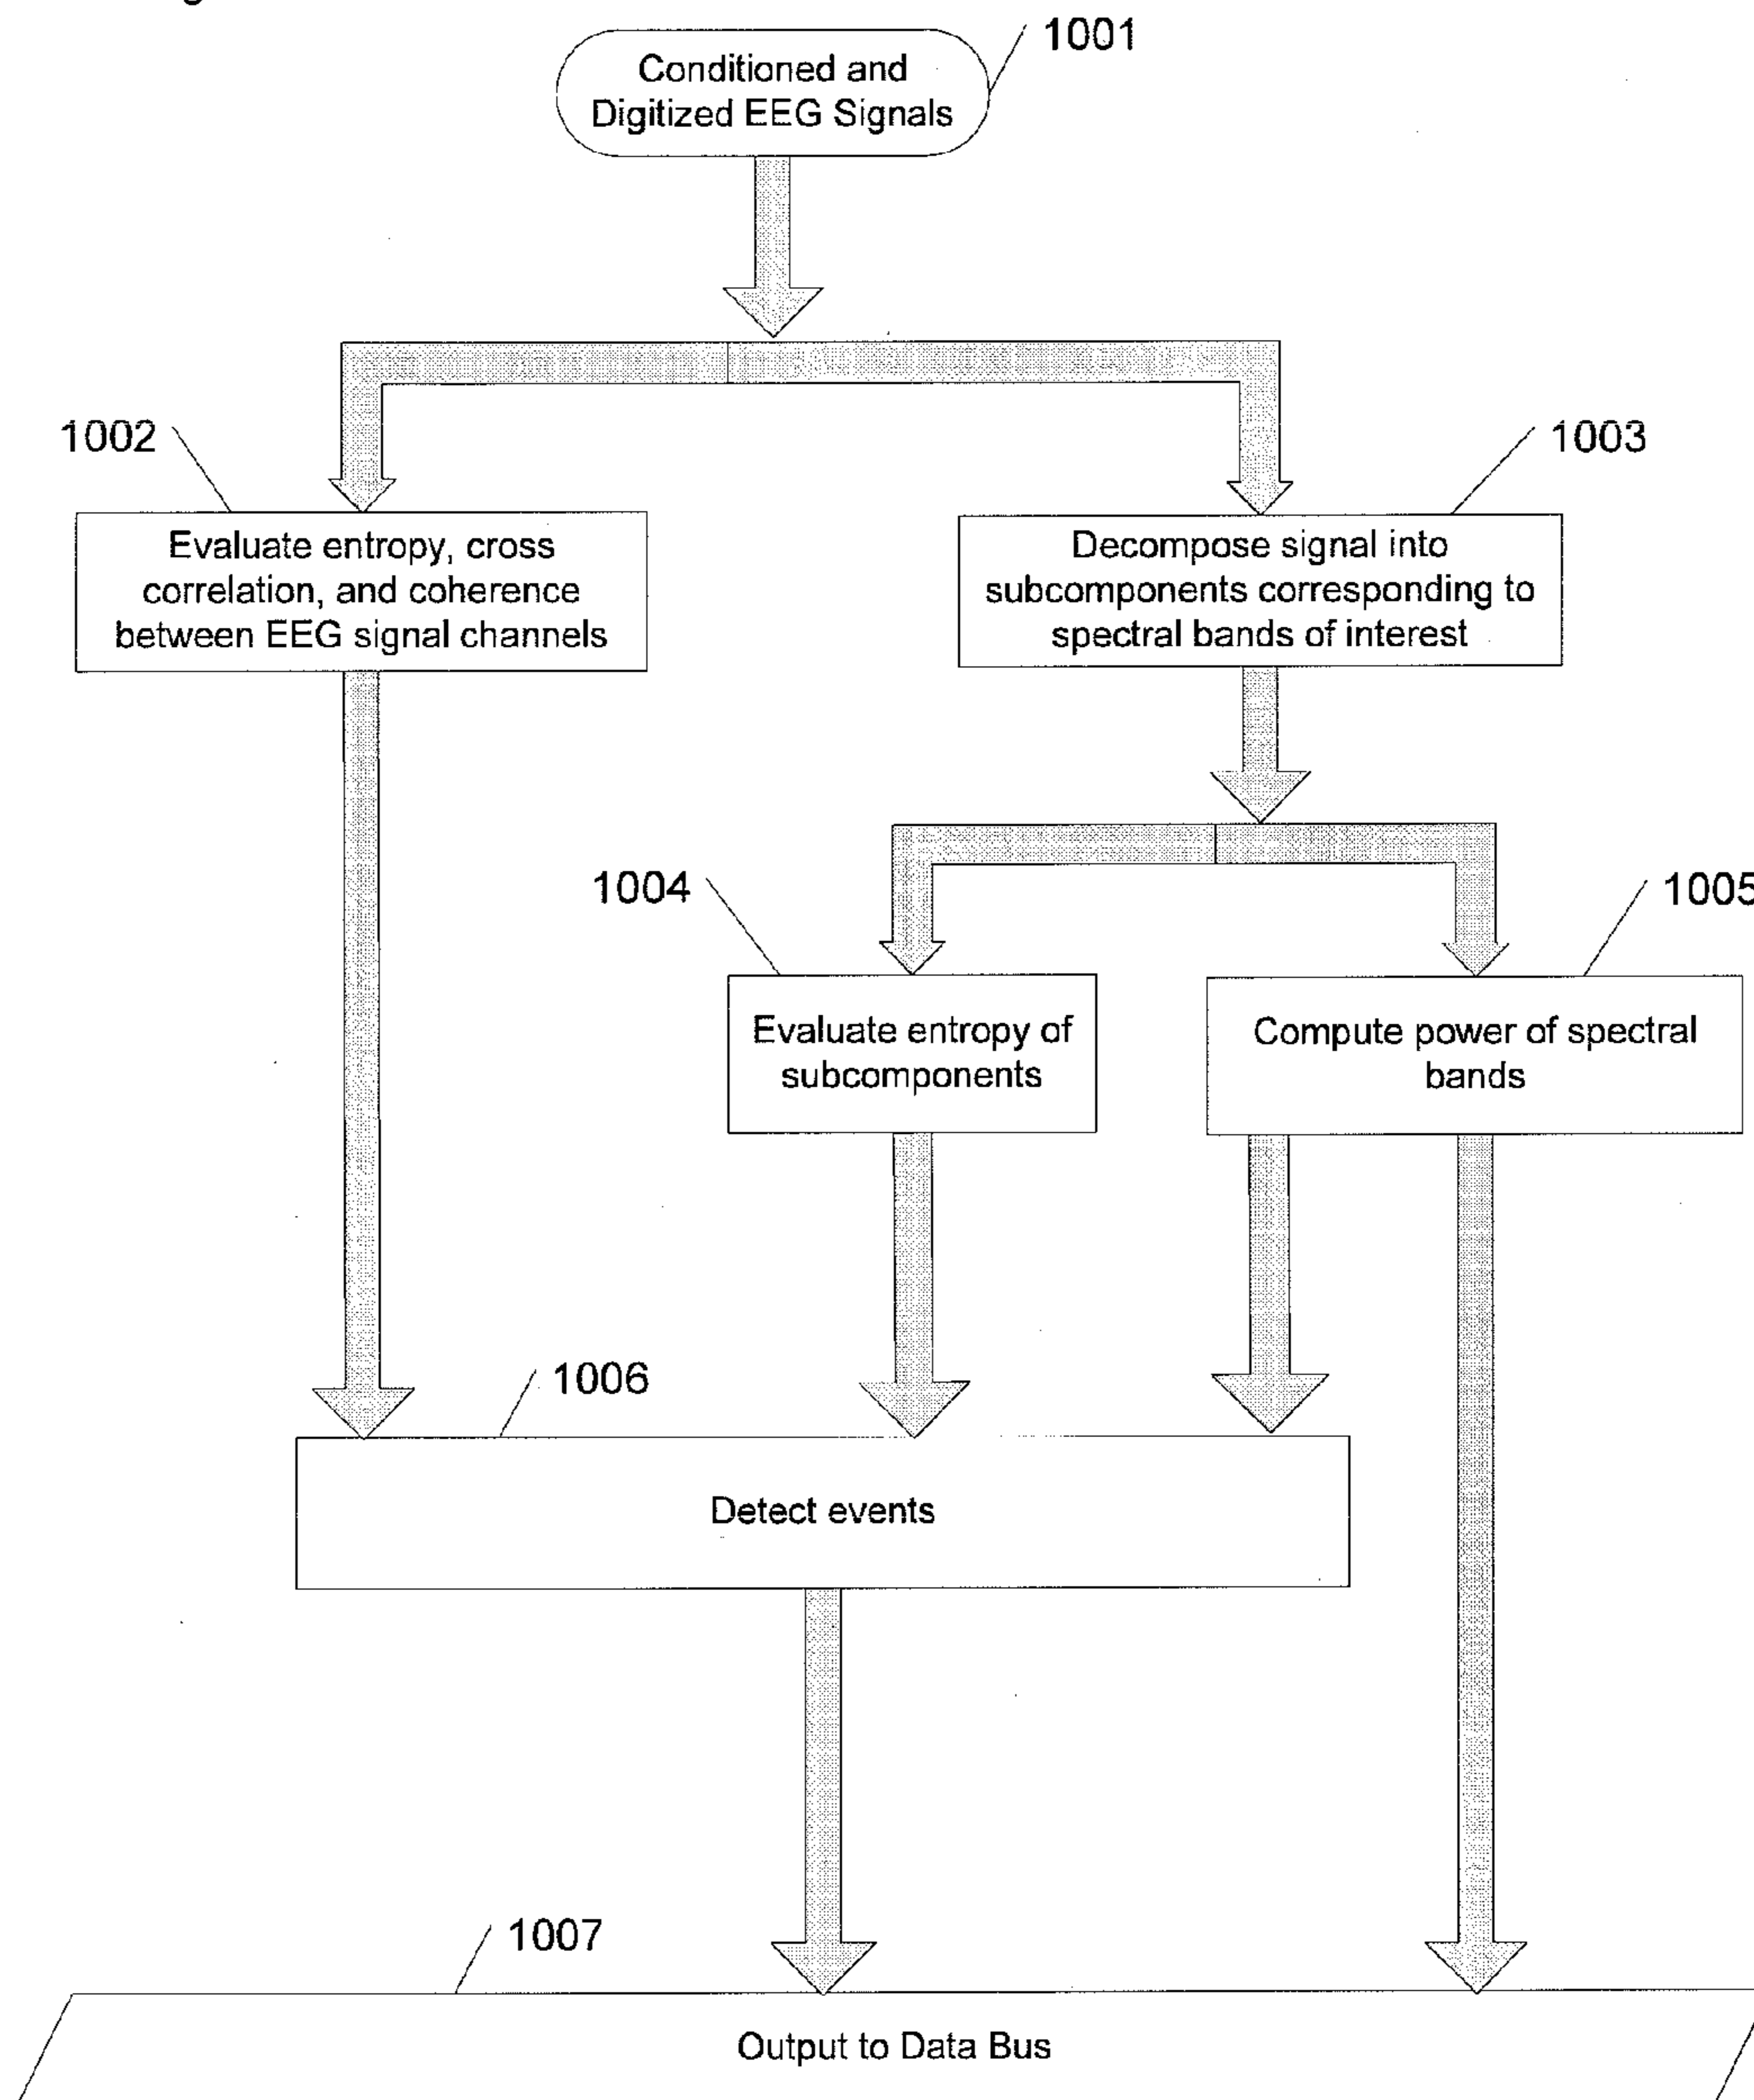 1001
Conditioned and
Digitized EEG Signals
1002
1003
Evaluate entropy, cross
correlation, and coherence
between EEG signal channels
Decompose signal into
subcomponents corresponding to
spectral bands of interest
1004
1005
Evaluate entropy of
subcomponents
Compute power of spectral
bands
1006
Detect events
1007
Output to Data Bus